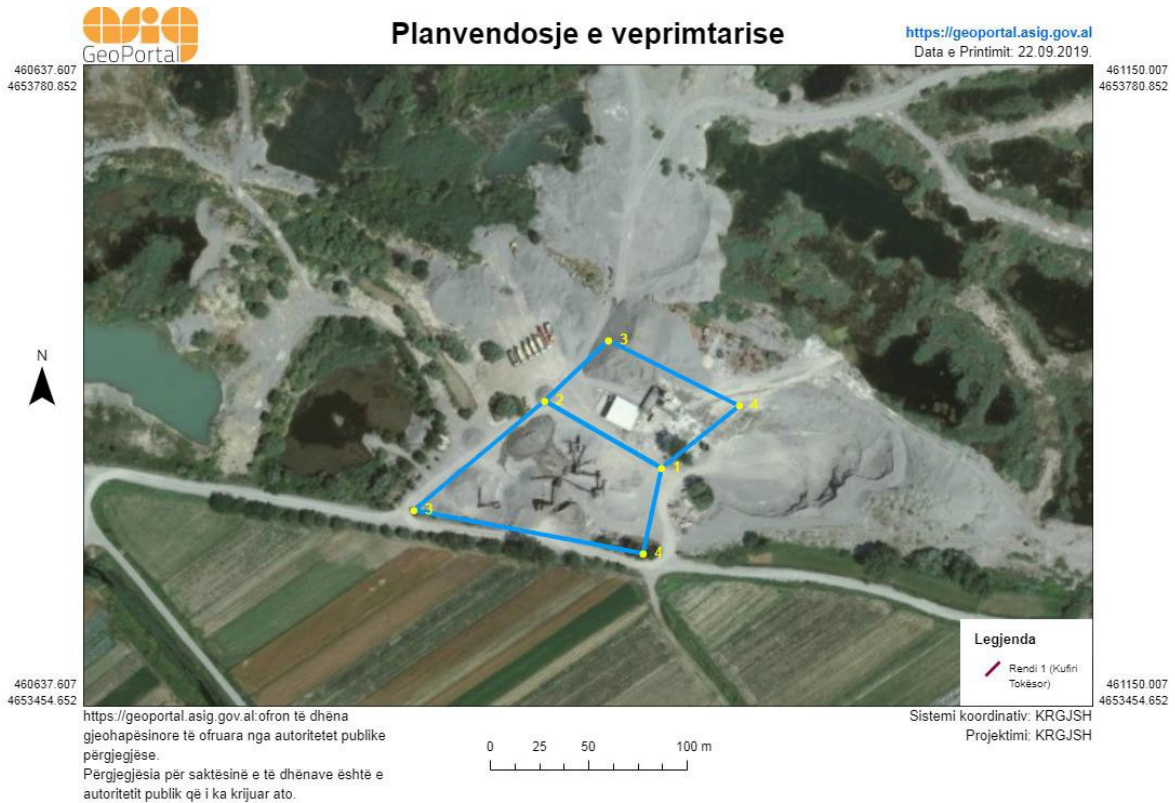 asig
GeoPortal
Planvendosje e veprimtarise
https://geoportal.asig.gov.al
Data e Printimit: 22.09.2019.
460637.607
4653780.852
461150.007
4653780.852
N
3
2
4
1
3
4
Legjenda
Rendi 1 (Kufiri
Tokësor)
460637.607
4653454.652
461150.007
4653454.652
https://geoportal.asig.gov.al:ofron të dhëna
gjeohapësinore të ofruara nga autoritetet publike
përgjegjëse.
Përgjegjësia për saktësinë e të dhënave është e
autoritetit publik që i ka krijuar ato.
0 25 50 100 m
Sistemi koordinativ: KRGJSH
Projektimi: KRGJSH